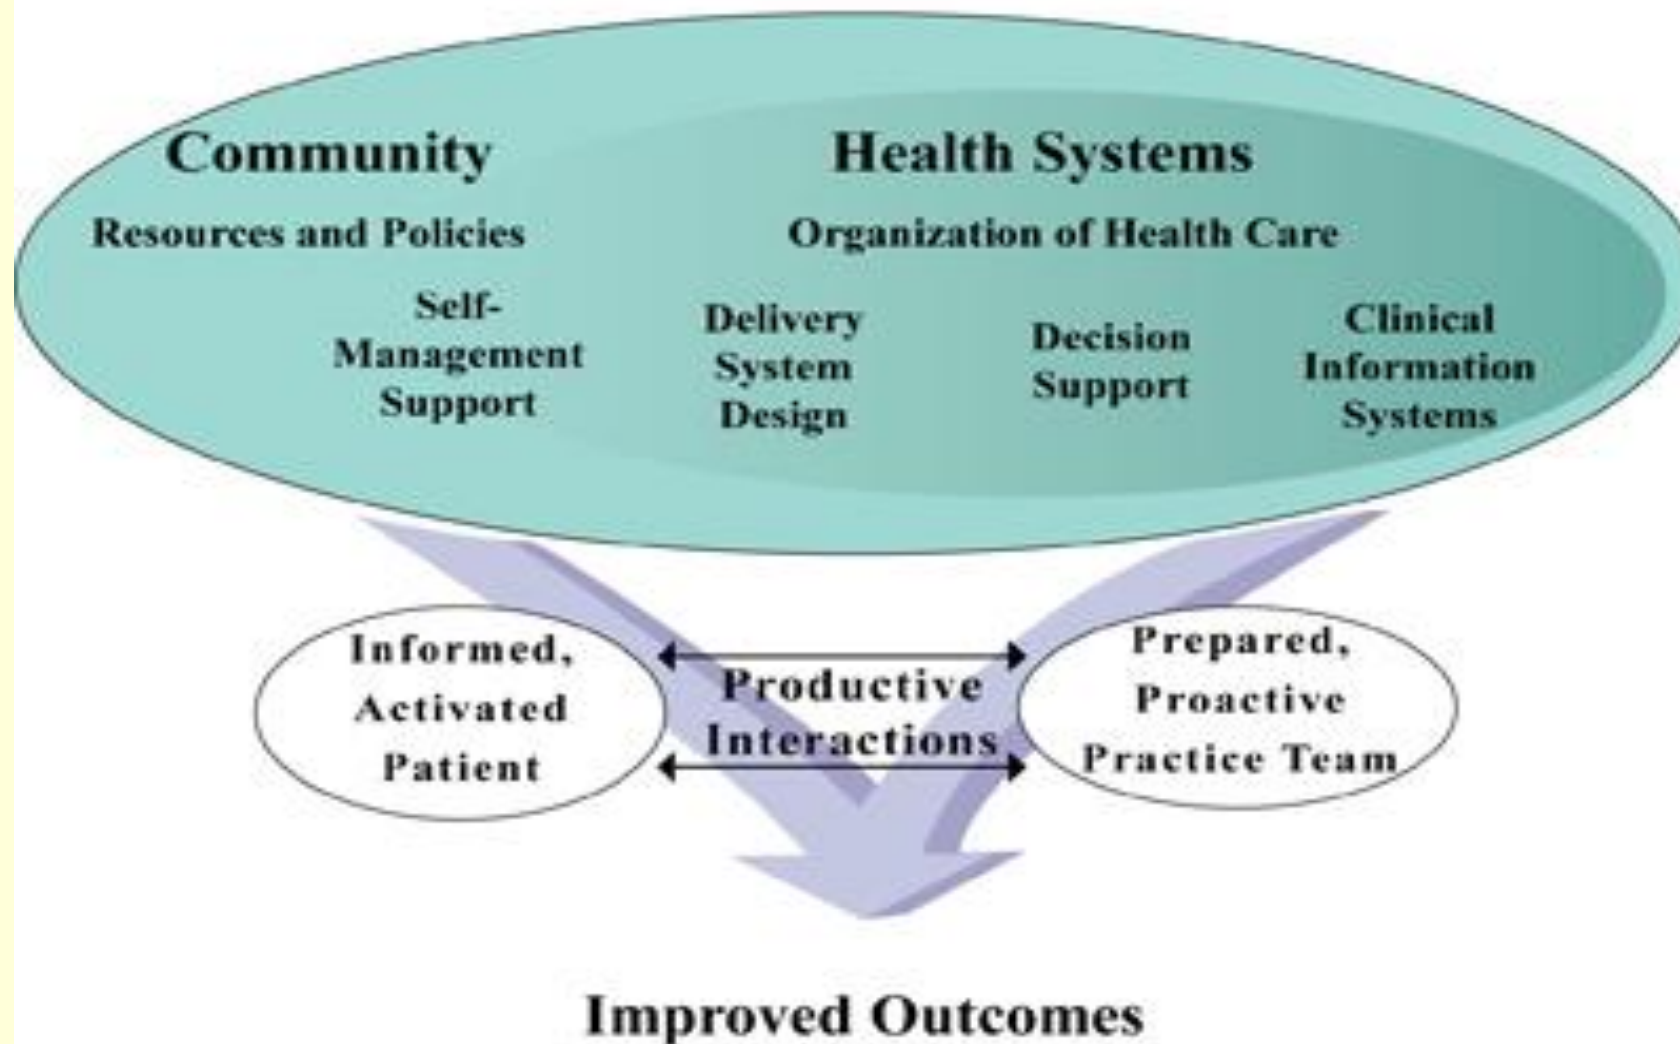 Community
Resources and Policies
Health Systems
Organization of Health Care
Self-
Management
Support
Delivery
System
Design
Decision
Support
Clinical
Information
Systems
Informed,
Activated
Patient
Productive
Interactions
Prepared,
Proactive
Practice Team
Improved Outcomes